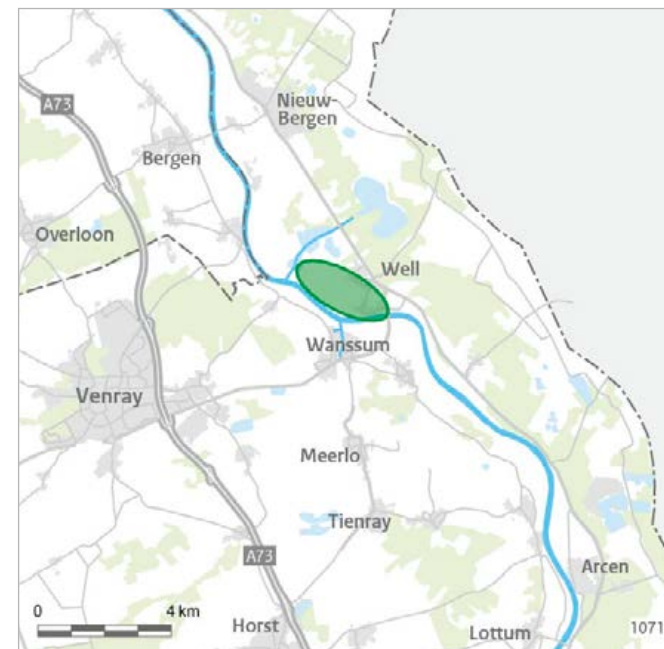 A73
Nieuw-
Bergen
Bergen
Overloon
Well
Wanssum
Venray
Meerlo
Tienray
A73
Arcen
0 4 km
Horst
Lottum
1071